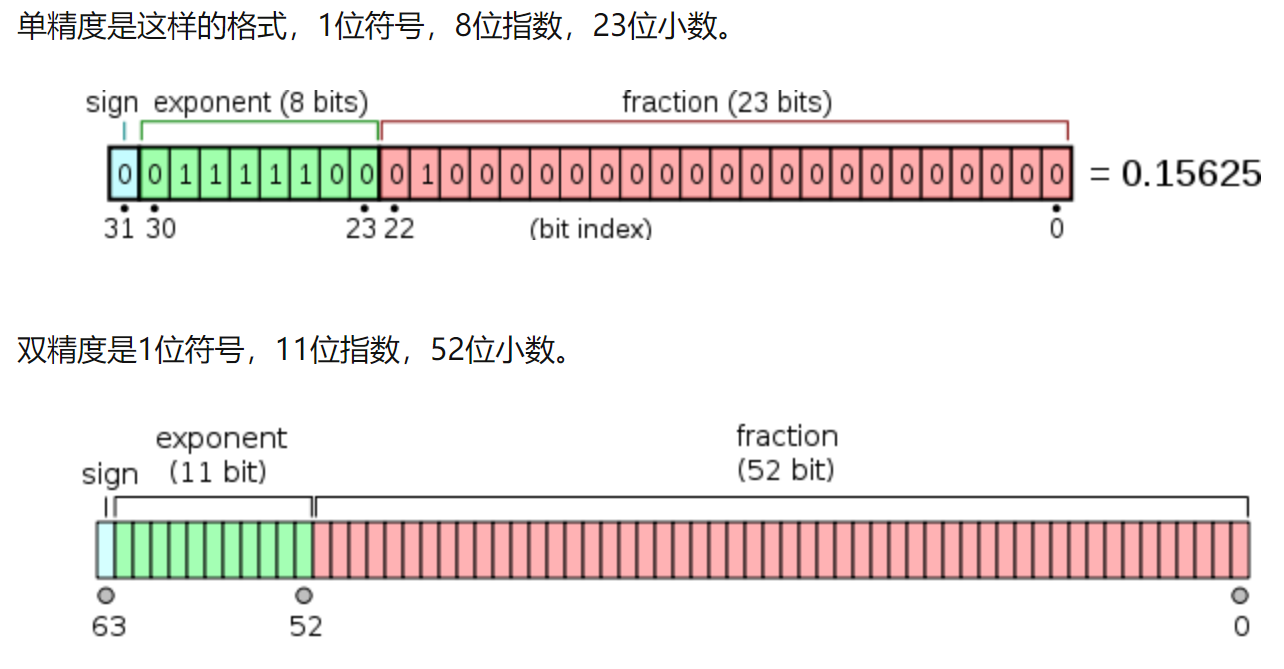 单精度是这样的格式，1位符号，8位指数，23位小数。
sign exponent (8 bits) fraction (23 bits)
0 0 1 1 1 1 1 0 0 0 1 0 0 0 0 0 0 0 0 0 0 0 0 0 0 0 0 0 0 0 0 0 = 0.15625
31 30 23 22 (bit index) 0
双精度是1位符号，11位指数，52位小数。
exponent fraction
sign (11 bit) (52 bit)
63 52 0